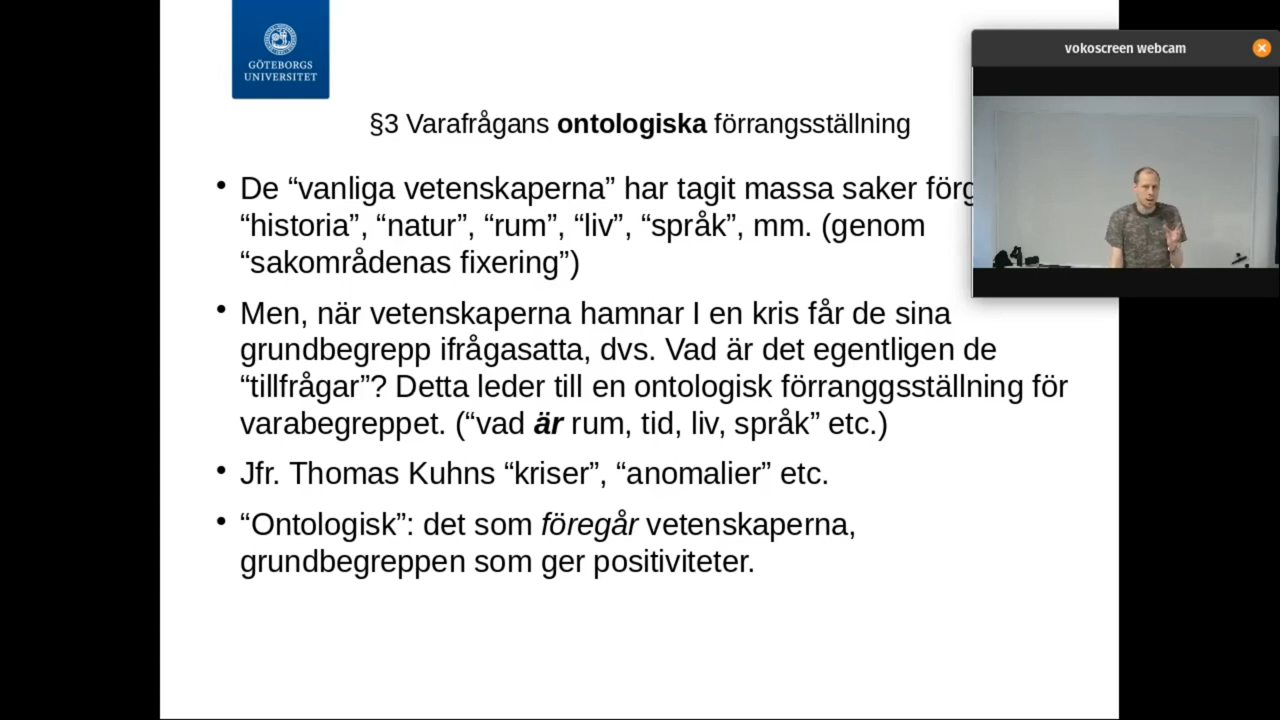 GÖTEBORGS
UNIVERSITET
vokoscreen webcam
§3 Varafrågans ontologiska förrangsställning
• De “vanliga vetenskaperna” har tagit massa saker
“historia”, “natur”, “rum”, “liv”, “språk”, mm. (genom
“sakområdenas fixering”)
• Men, när vetenskaperna hamnar I en kris får de sina
grundbegrepp ifrågasatta, dvs. Vad är det egentligen de
“tillfrågar”? Detta leder till en ontologisk förranggsställning för
varabegreppet. (“vad är rum, tid, liv, språk” etc.)
• Jfr. Thomas Kuhns “kriser”, “anomalier” etc.
• “Ontologisk”: det som föregår vetenskaperna,
grundbegreppen som ger positiviteter.